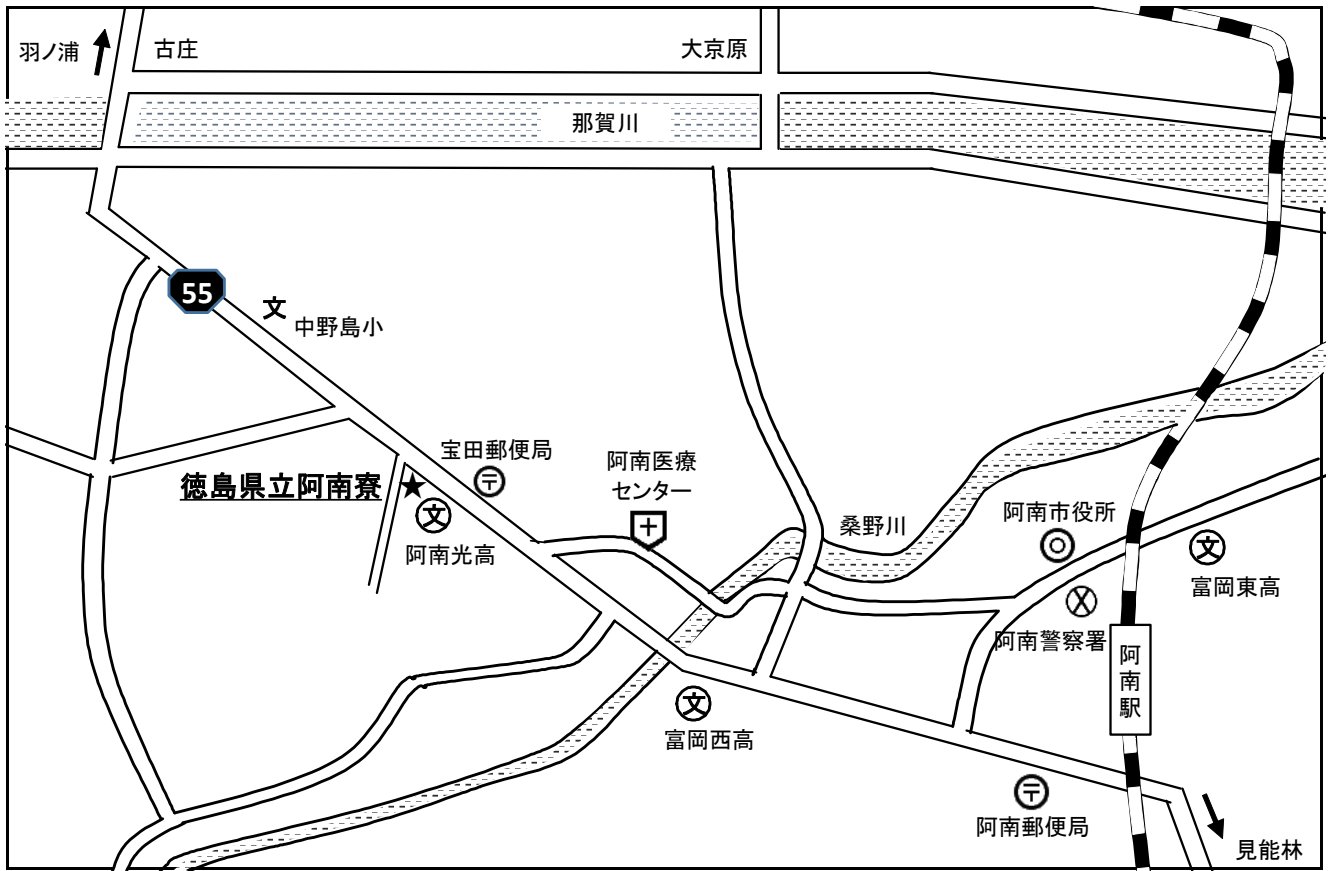 羽ノ浦
古庄
大京原
那賀川
55
文
中野島小
宝田郵便局
〒
徳島県立阿南寮
文
阿南光高
阿南医療
センター
桑野川
阿南市役所
文
富岡東高
阿南警察署
阿南駅
文
富岡西高
〒
阿南郵便局
見能林